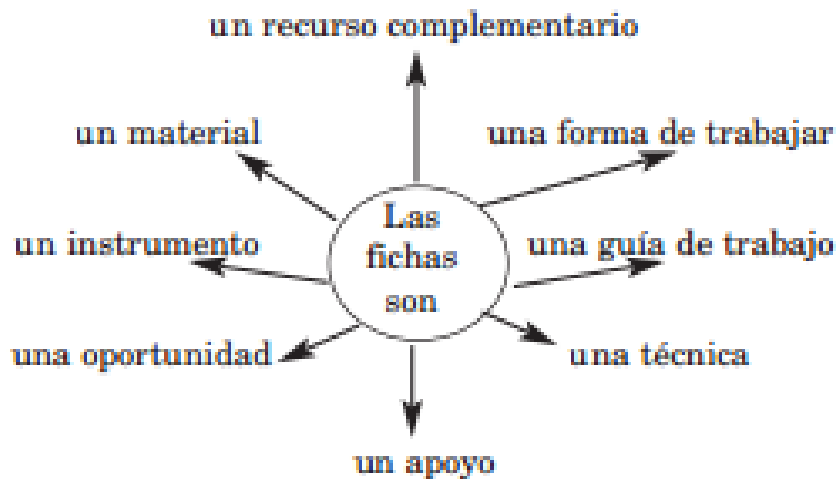 un recurso complementario
un material
una forma de trabajar
Las
fichas
son
un instrumento
una guía de trabajo
una oportunidad
una técnica
un apoyo